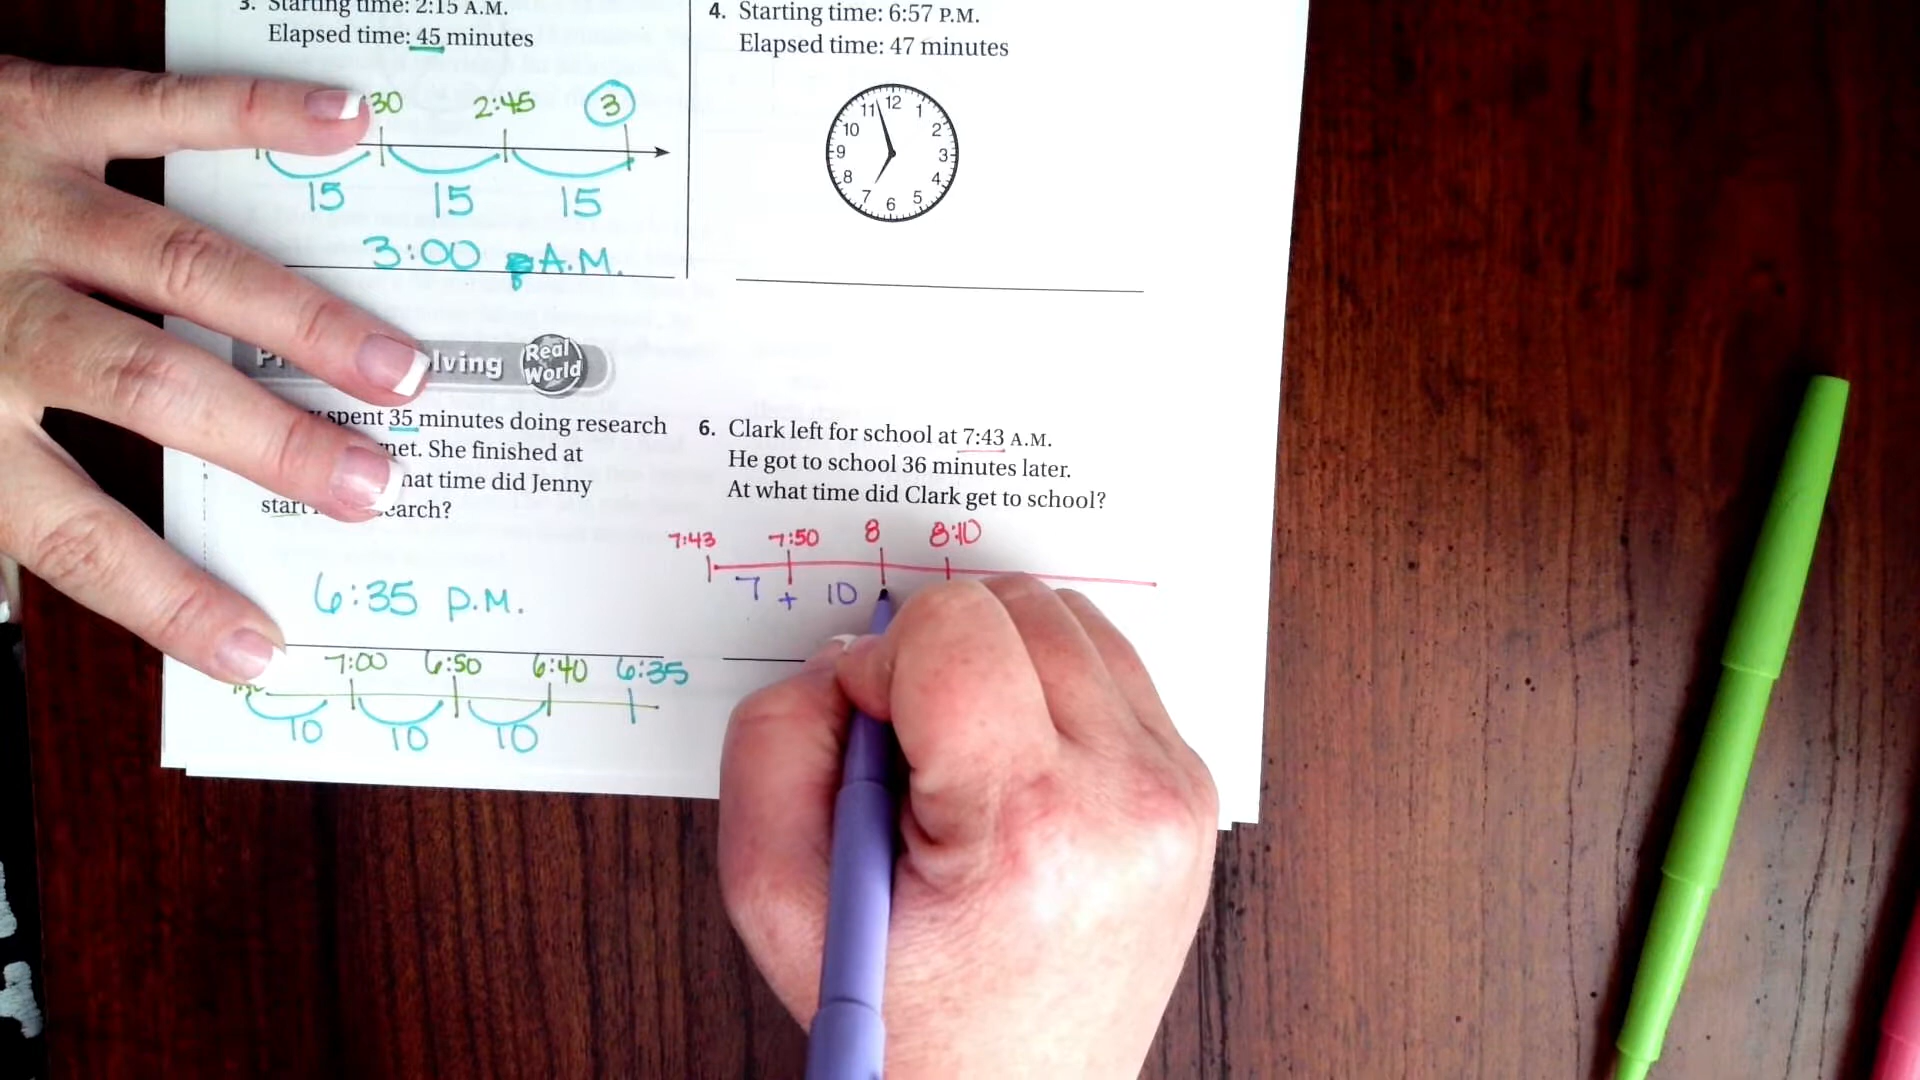 3. Starting time: 2:15 A.M.
Elapsed time: 45 minutes
:30 2:45 3
15 15 15
3:00 A.M.
4. Starting time: 6:57 P.M.
Elapsed time: 47 minutes
12
11 1
10 2
9 3
8 4
7 5
6
lving Real World
spent 35 minutes doing research
net. She finished at
hat time did Jenny
start earch?
6:35 P.M.
7:00 6:50 6:40 6:35
10 10 10
6. Clark left for school at 7:43 A.M.
He got to school 36 minutes later.
At what time did Clark get to school?
7:43 7:50 8 8:10
7 + 10